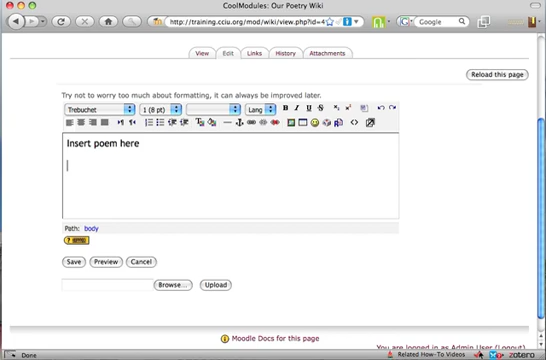 CoolModules: Our Poetry Wiki
http://training.cciu.org/mod/wiki/view.php?id=4
Google
View Edit Links History Attachments
Reload this page
Try not to worry too much about formatting, it can always be improved later.
Trebuchet 1 (8 pt) Lang B I U S
Insert poem here
Path: body
Save Preview Cancel
Browse... Upload
Moodle Docs for this page
You are logged in as Admin User (Logout)
Done Related How-To Videos zotero